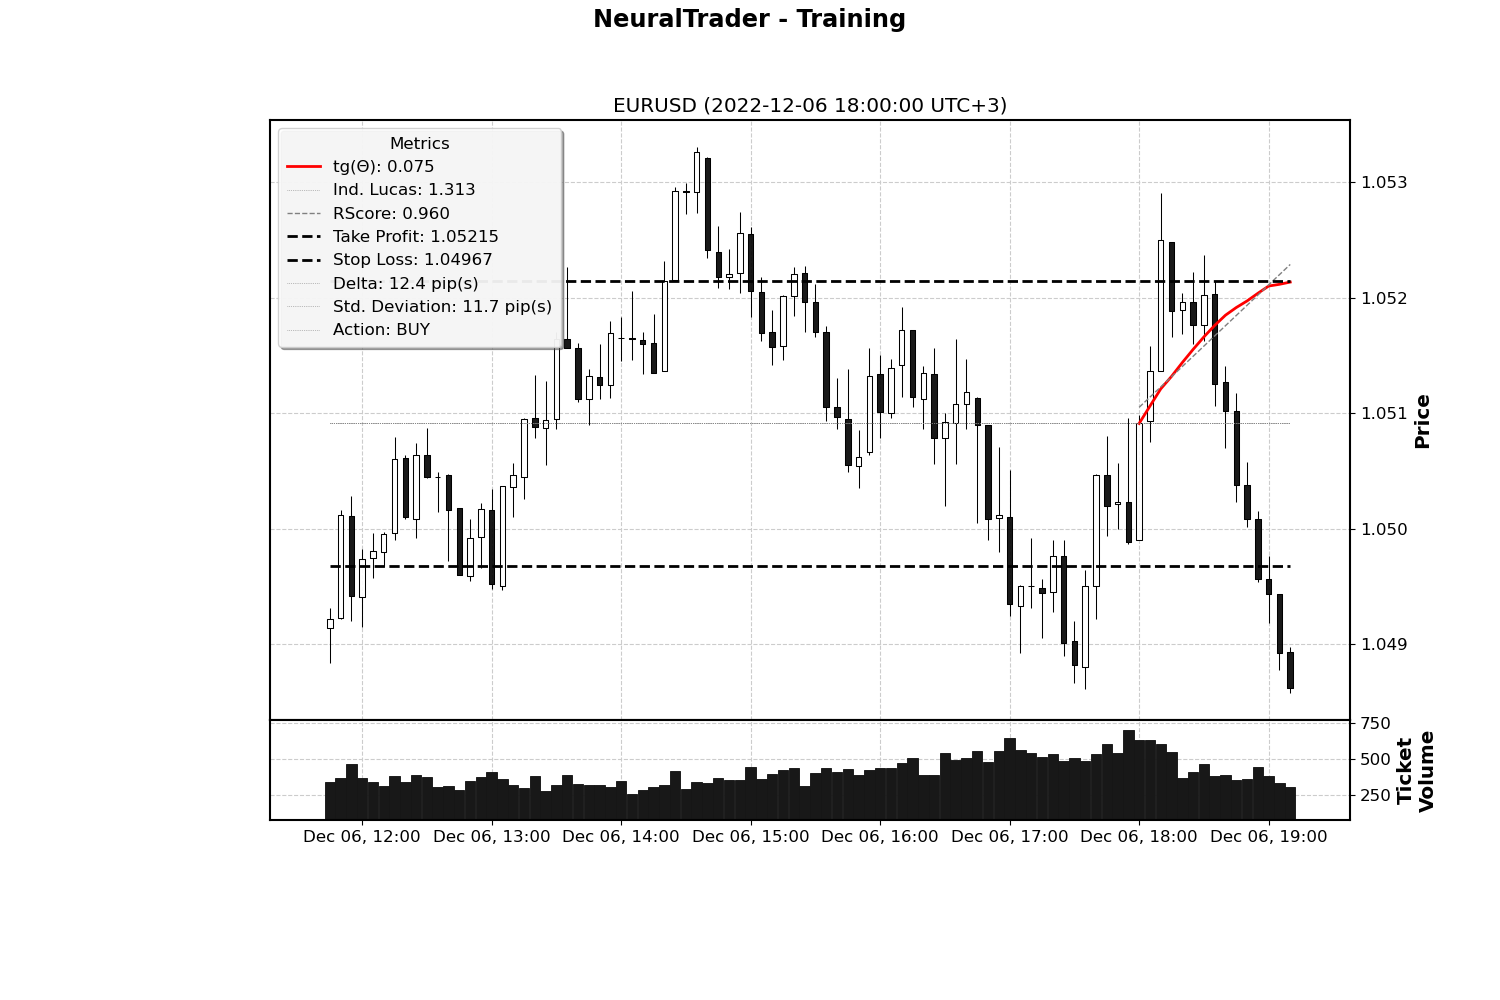 NeuralTrader - Training
EURUSD (2022-12-06 18:00:00 UTC+3)
Metrics
tg(Θ): 0.075
Ind. Lucas: 1.313
RScore: 0.960
Take Profit: 1.05215
Stop Loss: 1.04967
Delta: 12.4 pip(s)
Std. Deviation: 11.7 pip(s)
Action: BUY
1.053
1.052
1.051
1.050
1.049
Price
750
500
250
Ticket
Volume
Dec 06, 12:00
Dec 06, 13:00
Dec 06, 14:00
Dec 06, 15:00
Dec 06, 16:00
Dec 06, 17:00
Dec 06, 18:00
Dec 06, 19:00